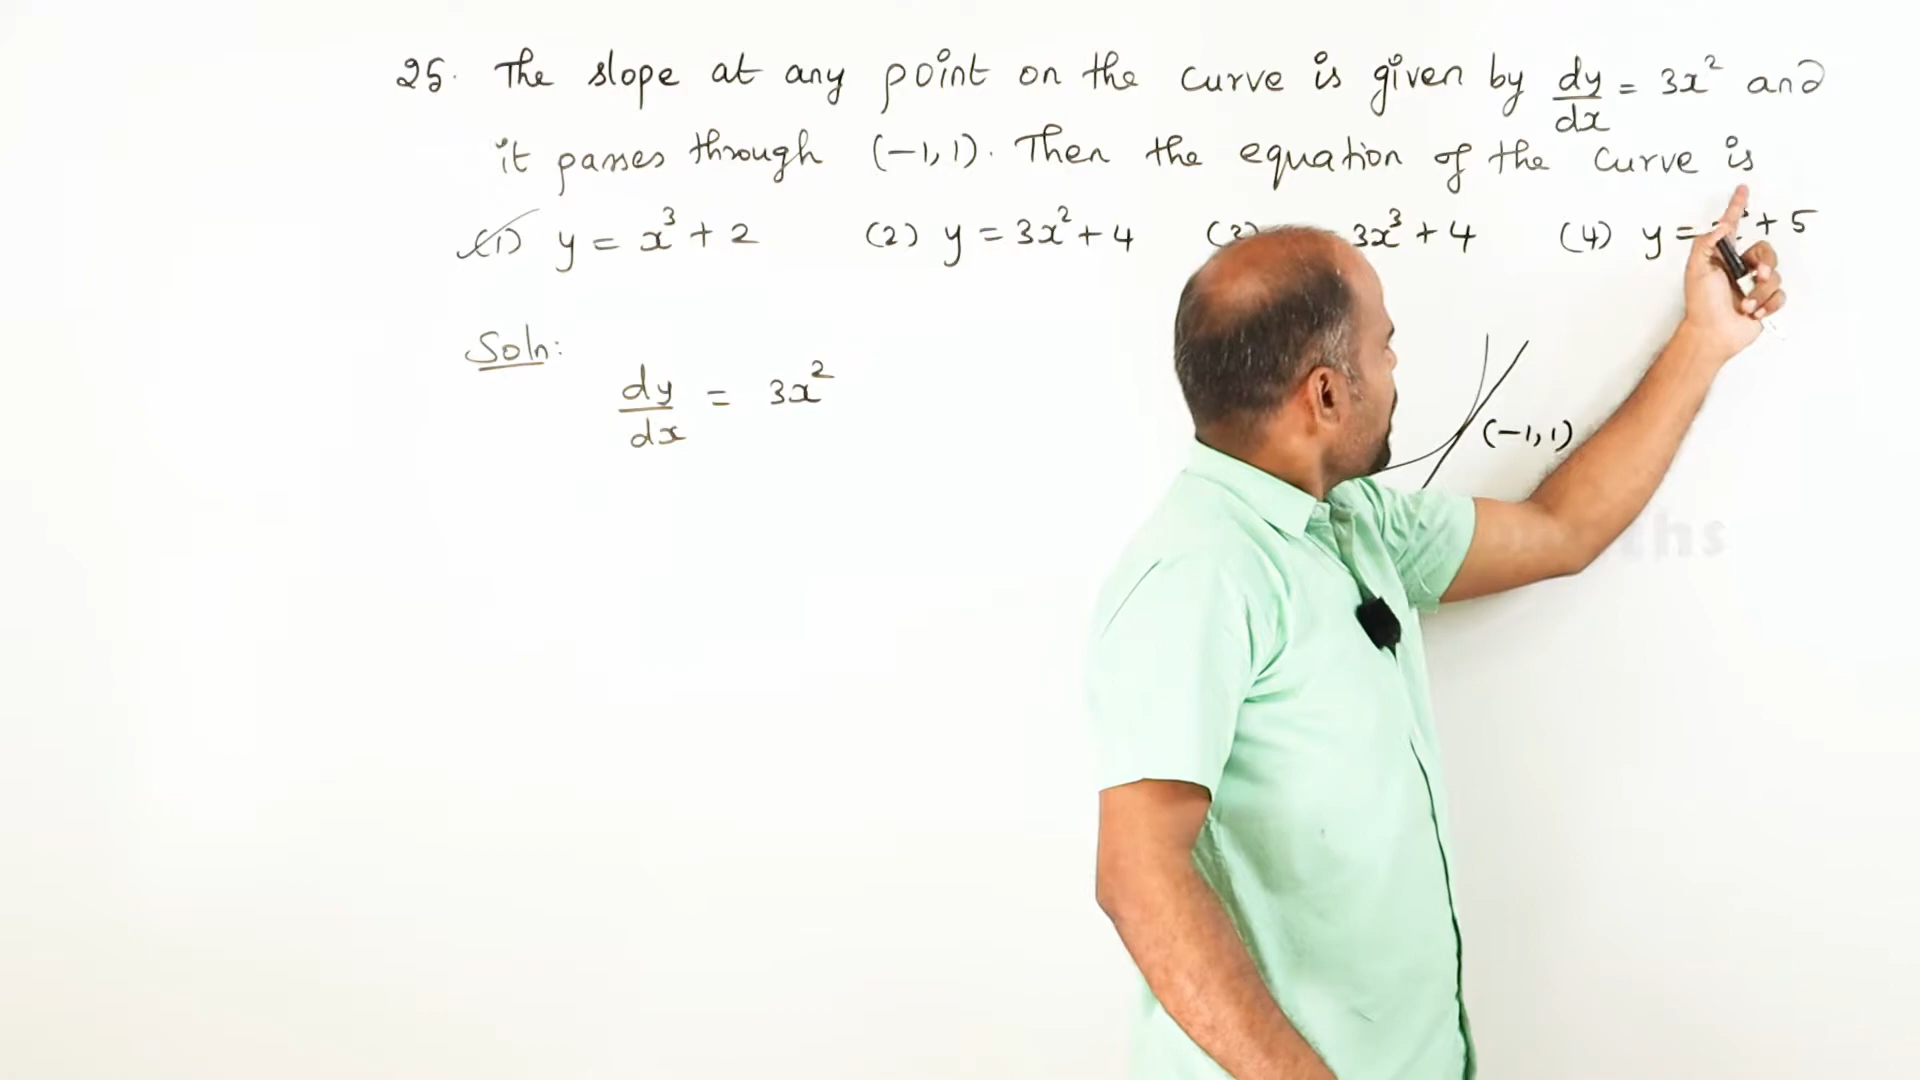 25. The slope at any point on the curve is given by dy/dx = 3x² and
it passes through (-1, 1). Then the equation of the curve is
(1) y = x³ + 2 (2) y = 3x² + 4 (3) 3x³ + 4 (4) y = + 5
Soln:
dy/dx = 3x²
(-1, 1)